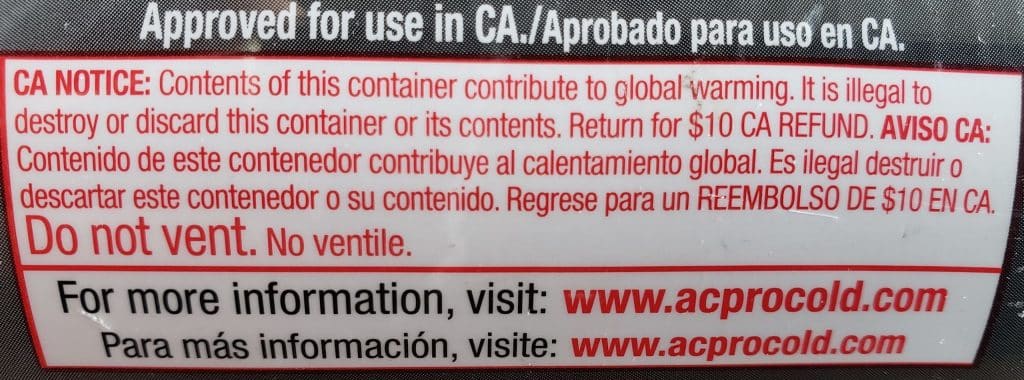 Approved for use in CA./Aprobado para uso en CA.
CA NOTICE: Contents of this container contribute to global warming. It is illegal to
destroy or discard this container or its contents. Return for $10 CA REFUND. AVISO CA:
Contenido de este contenedor contribuye al calentamiento global. Es ilegal destruir o
descartar este contenedor o su contenido. Regrese para un REEMBOLSO DE $10 EN CA.
Do not vent. No ventile.
For more information, visit: www.acprocold.com
Para más información, visite: www.acprocold.com